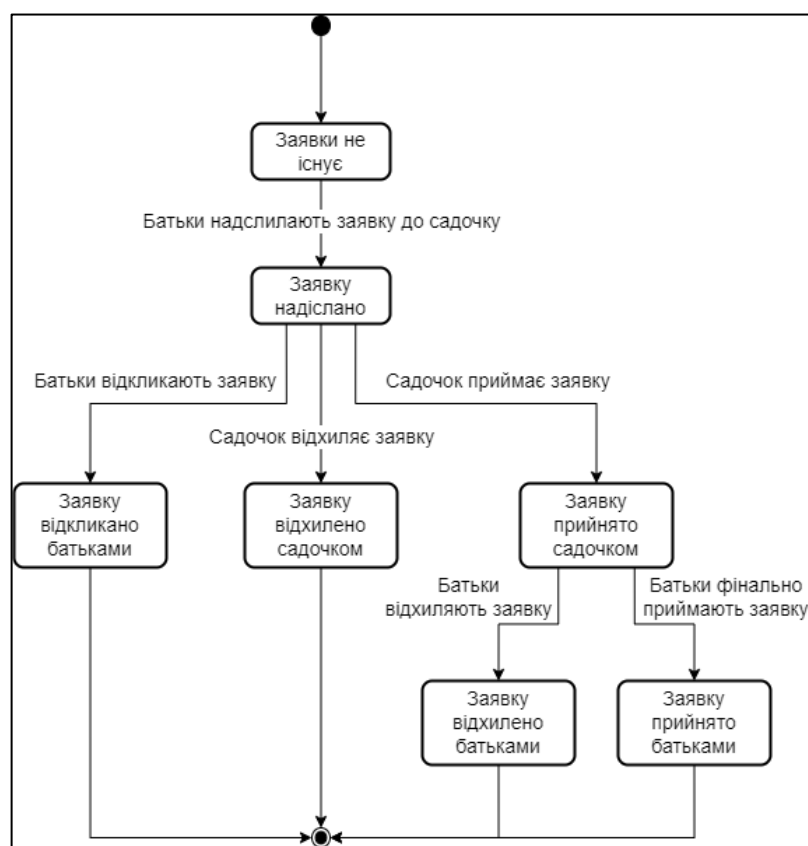 Заявки не
існує
Батьки надслилають заявку до садочку
Заявку
надіслано
Батьки відкликають заявку
Садочок приймає заявку
Садочок відхиляє заявку
Заявку
відкликано
батьками
Заявку
відхилено
садочком
Заявку
прийнято
садочком
Батьки
відхиляють заявку
Батьки фінально
приймають заявку
Заявку
відхилено
батьками
Заявку
прийнято
батьками